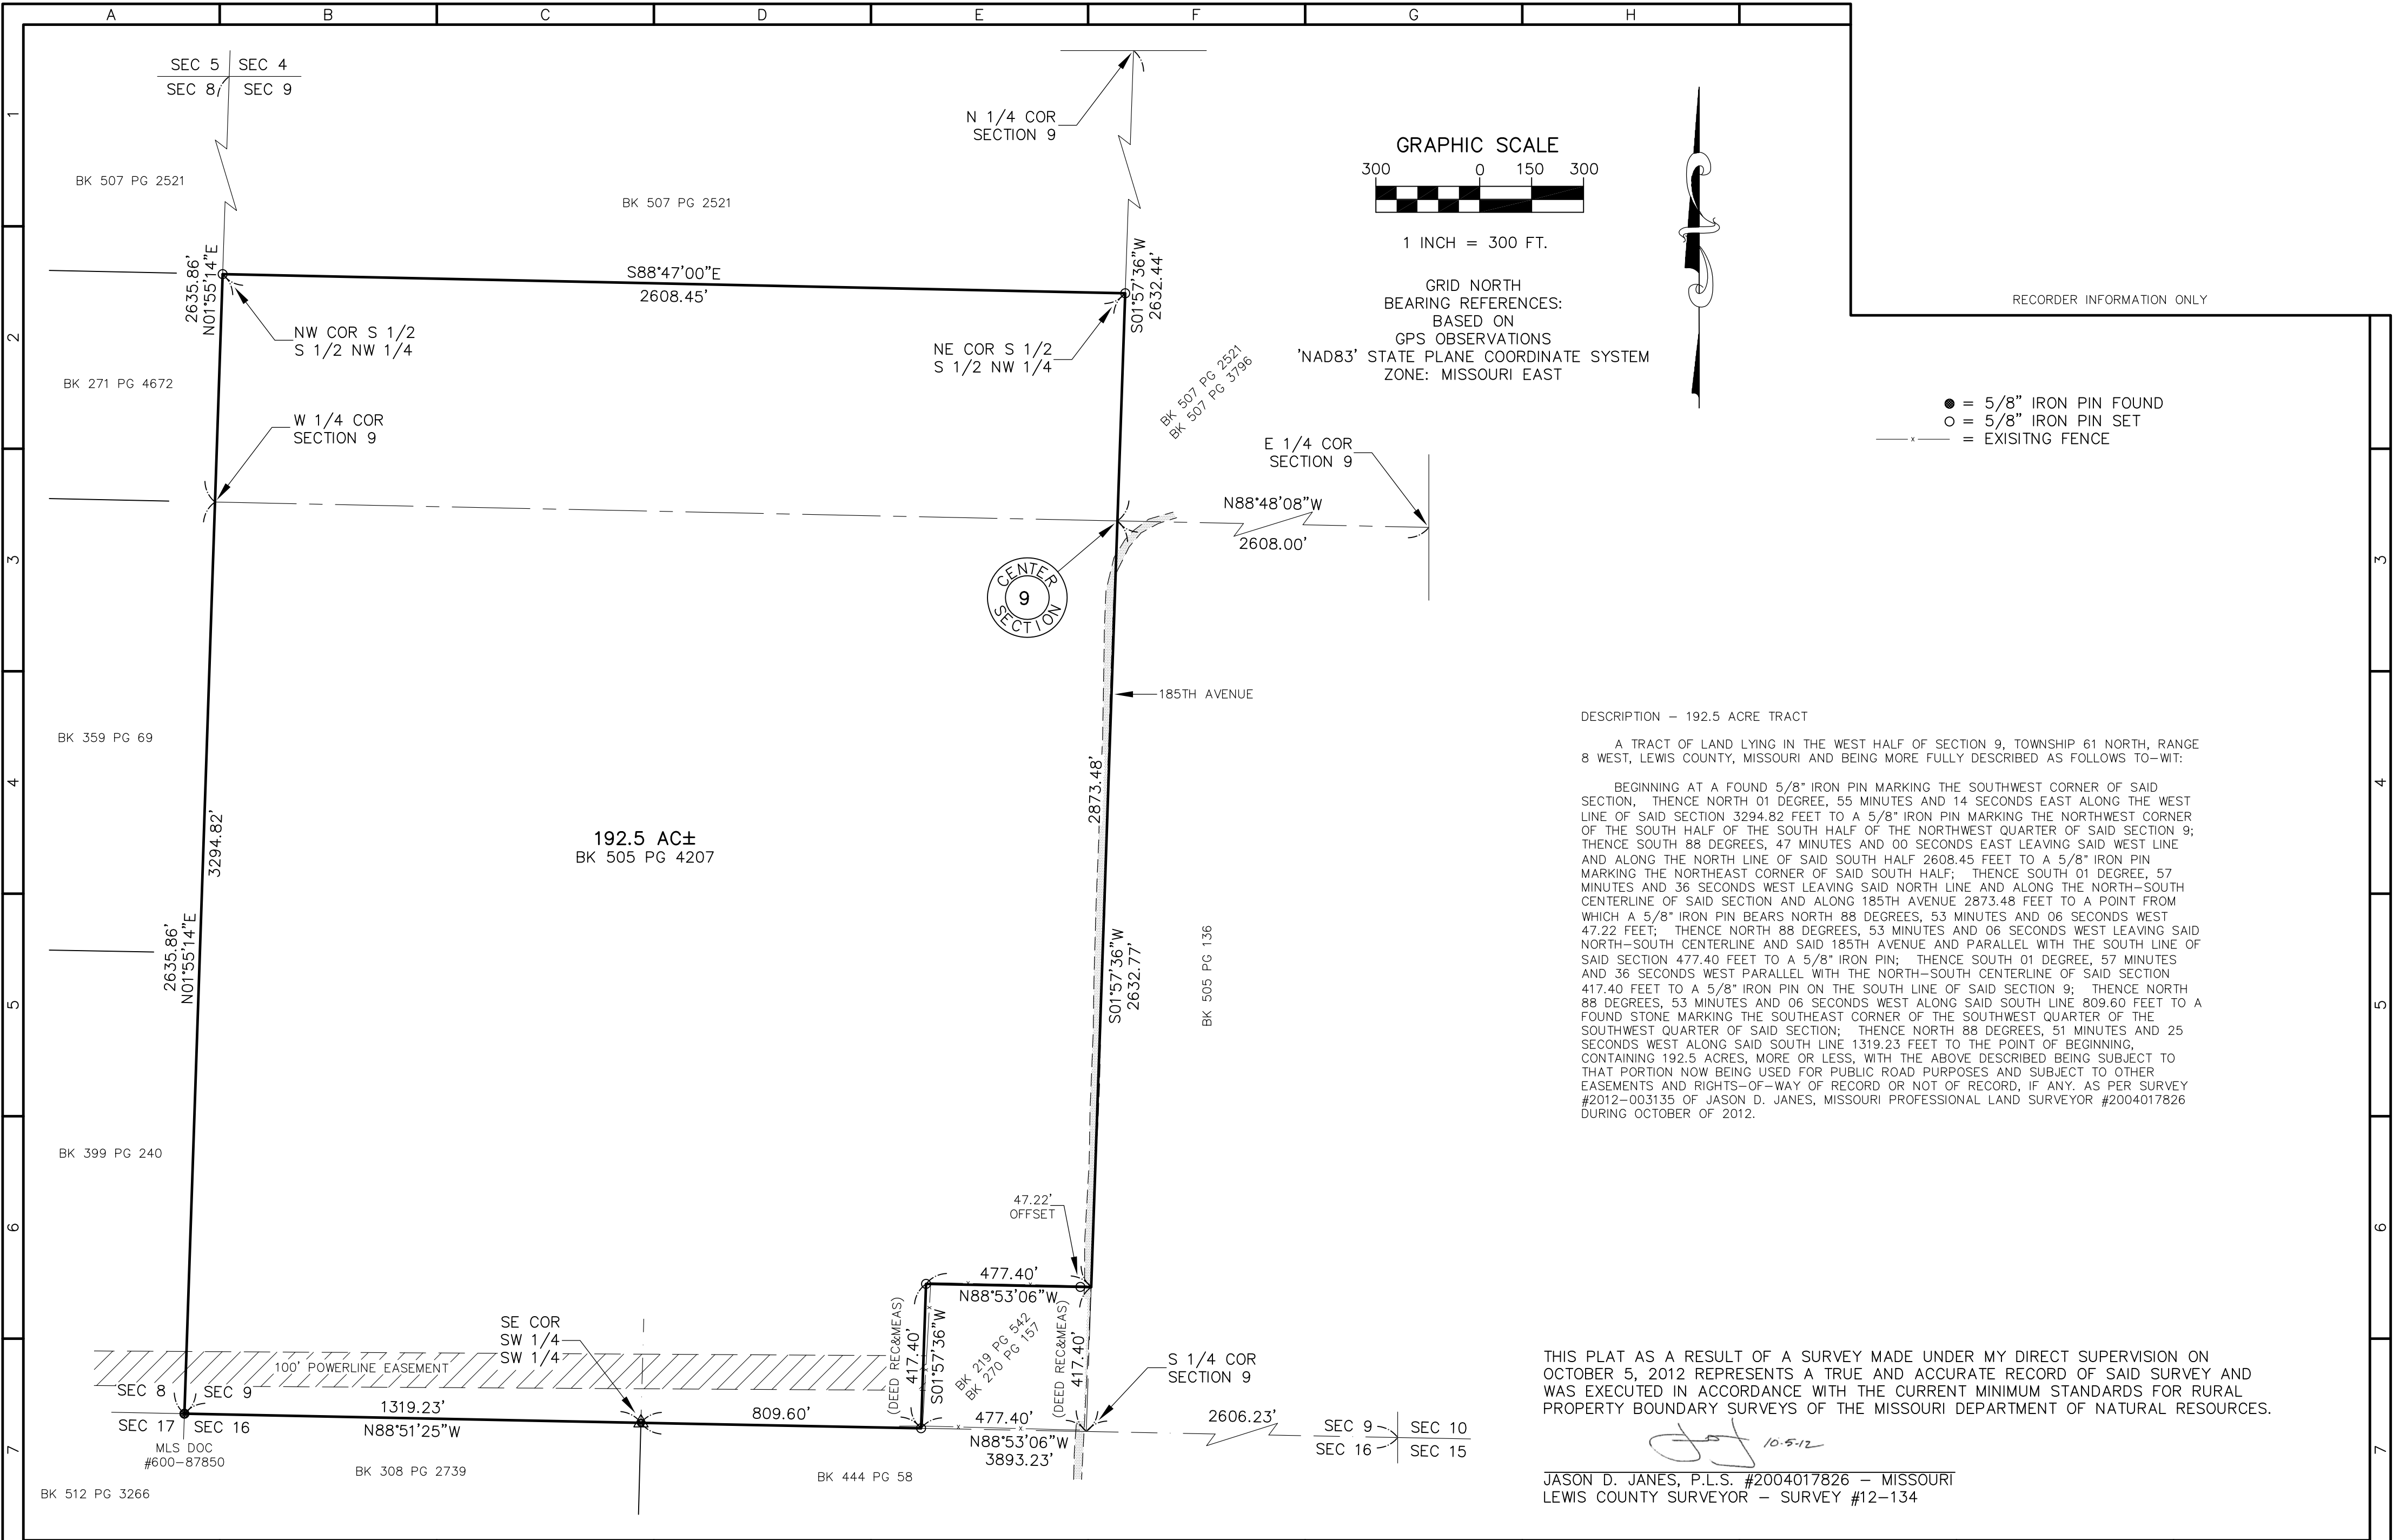 A
B
C
D
E
F
G
H
1
2
3
4
5
6
7
3
4
5
6
7
SEC 5
SEC 4
SEC 8
SEC 9
N 1/4 COR
SECTION 9
BK 507 PG 2521
BK 507 PG 2521
GRAPHIC SCALE
300 0 150 300
1 INCH = 300 FT.
GRID NORTH
BEARING REFERENCES:
BASED ON
GPS OBSERVATIONS
'NAD83' STATE PLANE COORDINATE SYSTEM
ZONE: MISSOURI EAST
RECORDER INFORMATION ONLY
= 5/8" IRON PIN FOUND
= 5/8" IRON PIN SET
x = EXISITNG FENCE
2635.86'
N01°55'14"E
S88°47'00"E
2608.45'
S01°57'36"W
2632.44'
NW COR S 1/2
S 1/2 NW 1/4
NE COR S 1/2
S 1/2 NW 1/4
BK 271 PG 4672
BK 507 PG 2521
BK 507 PG 3796
W 1/4 COR
SECTION 9
E 1/4 COR
SECTION 9
N88°48'08"W
2608.00'
CENTER
9
SECTION
185TH AVENUE
BK 359 PG 69
3294.82'
2873.48'
192.5 AC±
BK 505 PG 4207
2635.86'
N01°55'14"E
S01°57'36"W
2632.77'
BK 505 PG 136
BK 399 PG 240
DESCRIPTION – 192.5 ACRE TRACT
A TRACT OF LAND LYING IN THE WEST HALF OF SECTION 9, TOWNSHIP 61 NORTH, RANGE
8 WEST, LEWIS COUNTY, MISSOURI AND BEING MORE FULLY DESCRIBED AS FOLLOWS TO–WIT:
BEGINNING AT A FOUND 5/8" IRON PIN MARKING THE SOUTHWEST CORNER OF SAID
SECTION, THENCE NORTH 01 DEGREE, 55 MINUTES AND 14 SECONDS EAST ALONG THE WEST
LINE OF SAID SECTION 3294.82 FEET TO A 5/8" IRON PIN MARKING THE NORTHWEST CORNER
OF THE SOUTH HALF OF THE SOUTH HALF OF THE NORTHWEST QUARTER OF SAID SECTION 9;
THENCE SOUTH 88 DEGREES, 47 MINUTES AND 00 SECONDS EAST LEAVING SAID WEST LINE
AND ALONG THE NORTH LINE OF SAID SOUTH HALF 2608.45 FEET TO A 5/8" IRON PIN
MARKING THE NORTHEAST CORNER OF SAID SOUTH HALF; THENCE SOUTH 01 DEGREE, 57
MINUTES AND 36 SECONDS WEST LEAVING SAID NORTH LINE AND ALONG THE NORTH–SOUTH
CENTERLINE OF SAID SECTION AND ALONG 185TH AVENUE 2873.48 FEET TO A POINT FROM
WHICH A 5/8" IRON PIN BEARS NORTH 88 DEGREES, 53 MINUTES AND 06 SECONDS WEST
47.22 FEET; THENCE NORTH 88 DEGREES, 53 MINUTES AND 06 SECONDS WEST LEAVING SAID
NORTH–SOUTH CENTERLINE AND SAID 185TH AVENUE AND PARALLEL WITH THE SOUTH LINE OF
SAID SECTION 477.40 FEET TO A 5/8" IRON PIN; THENCE SOUTH 01 DEGREE, 57 MINUTES
AND 36 SECONDS WEST PARALLEL WITH THE NORTH–SOUTH CENTERLINE OF SAID SECTION
417.40 FEET TO A 5/8" IRON PIN ON THE SOUTH LINE OF SAID SECTION 9; THENCE NORTH
88 DEGREES, 53 MINUTES AND 06 SECONDS WEST ALONG SAID SOUTH LINE 809.60 FEET TO A
FOUND STONE MARKING THE SOUTHEAST CORNER OF THE SOUTHWEST QUARTER OF THE
SOUTHWEST QUARTER OF SAID SECTION; THENCE NORTH 88 DEGREES, 51 MINUTES AND 25
SECONDS WEST ALONG SAID SOUTH LINE 1319.23 FEET TO THE POINT OF BEGINNING,
CONTAINING 192.5 ACRES, MORE OR LESS, WITH THE ABOVE DESCRIBED BEING SUBJECT TO
THAT PORTION NOW BEING USED FOR PUBLIC ROAD PURPOSES AND SUBJECT TO OTHER
EASEMENTS AND RIGHTS–OF–WAY OF RECORD OR NOT OF RECORD, IF ANY. AS PER SURVEY
#2012–003135 OF JASON D. JANES, MISSOURI PROFESSIONAL LAND SURVEYOR #2004017826
DURING OCTOBER OF 2012.
47.22'
OFFSET
477.40'
N88°53'06"W
(DEED REC&MEAS)
417.40'
S01°57'36"W
BK 219 PG 542
BK 270 PG 157
(DEED REC&MEAS)
417.40'
SE COR
SW 1/4
SW 1/4
100' POWERLINE EASEMENT
S 1/4 COR
SECTION 9
SEC 8
SEC 9
SEC 17
SEC 16
MLS DOC
#600–87850
1319.23'
N88°51'25"W
809.60'
477.40'
N88°53'06"W
3893.23'
2606.23'
SEC 9
SEC 10
SEC 16
SEC 15
BK 308 PG 2739
BK 444 PG 58
BK 512 PG 3266
THIS PLAT AS A RESULT OF A SURVEY MADE UNDER MY DIRECT SUPERVISION ON
OCTOBER 5, 2012 REPRESENTS A TRUE AND ACCURATE RECORD OF SAID SURVEY AND
WAS EXECUTED IN ACCORDANCE WITH THE CURRENT MINIMUM STANDARDS FOR RURAL
PROPERTY BOUNDARY SURVEYS OF THE MISSOURI DEPARTMENT OF NATURAL RESOURCES.
10-5-12
JASON D. JANES, P.L.S. #2004017826 – MISSOURI
LEWIS COUNTY SURVEYOR – SURVEY #12–134